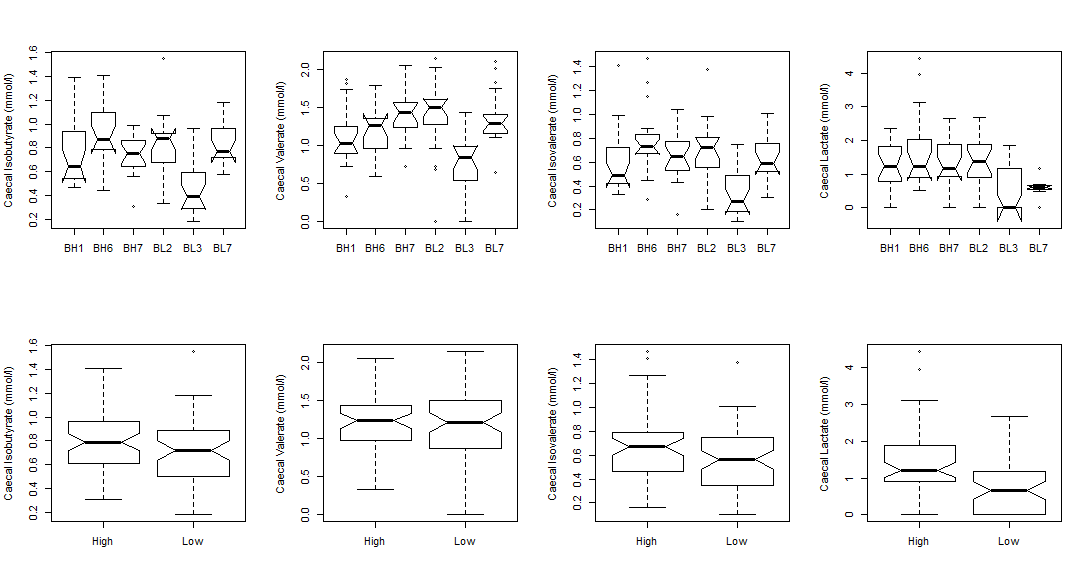 Caecal Isobutyrate (mmol/l)
0.2 0.4 0.6 0.8 1.0 1.2 1.4 1.6
BH1 BH6 BH7 BL2 BL3 BL7
Caecal Valerate (mmol/l)
0.0 0.5 1.0 1.5 2.0
BH1 BH6 BH7 BL2 BL3 BL7
Caecal Isovalerate (mmol/l)
0.2 0.4 0.6 0.8 1.0 1.2 1.4
BH1 BH6 BH7 BL2 BL3 BL7
Caecal Lactate (mmol/l)
0 1 2 3 4
BH1 BH6 BH7 BL2 BL3 BL7
Caecal Isobutyrate (mmol/l)
0.2 0.4 0.6 0.8 1.0 1.2 1.4 1.6
High Low
Caecal Valerate (mmol/l)
0.0 0.5 1.0 1.5 2.0
High Low
Caecal Isovalerate (mmol/l)
0.2 0.4 0.6 0.8 1.0 1.2 1.4
High Low
Caecal Lactate (mmol/l)
0 1 2 3 4
High Low